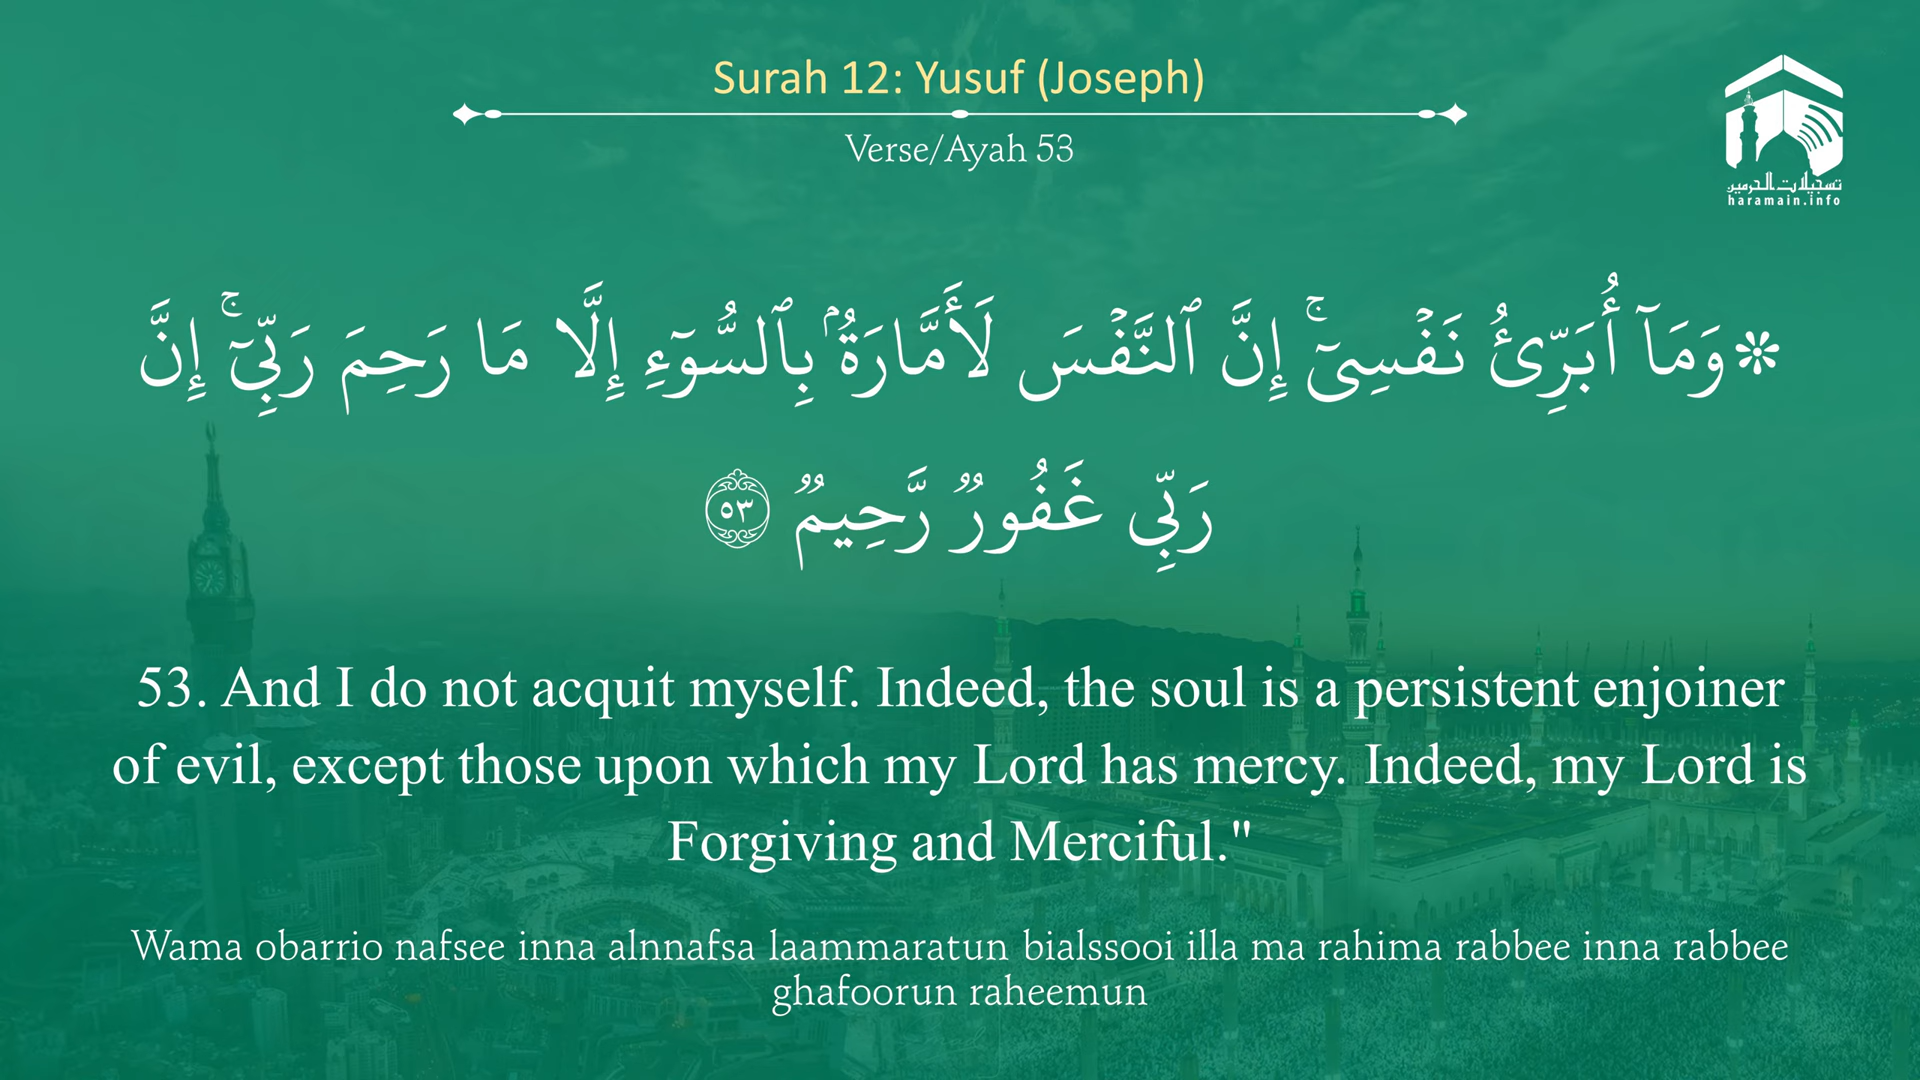 Surah 12: Yusuf (Joseph)
Verse/Ayah 53
تسجيلات الحرمين
haramain.info
۞وَمَآ أُبَرِّئُ نَفۡسِيٓۚ إِنَّ ٱلنَّفۡسَ لَأَمَّارَةُۢ بِٱلسُّوٓءِ إِلَّا مَا رَحِمَ رَبِّيٓۚ إِنَّ
رَبِّي غَفُورٞ رَّحِيمٞ ٥٣
53. And I do not acquit myself. Indeed, the soul is a persistent enjoiner
of evil, except those upon which my Lord has mercy. Indeed, my Lord is
Forgiving and Merciful."
Wama obarrio nafsee inna alnnafsa laammaratun bialssooi illa ma rahima rabbee inna rabbee
ghafoorun raheemun